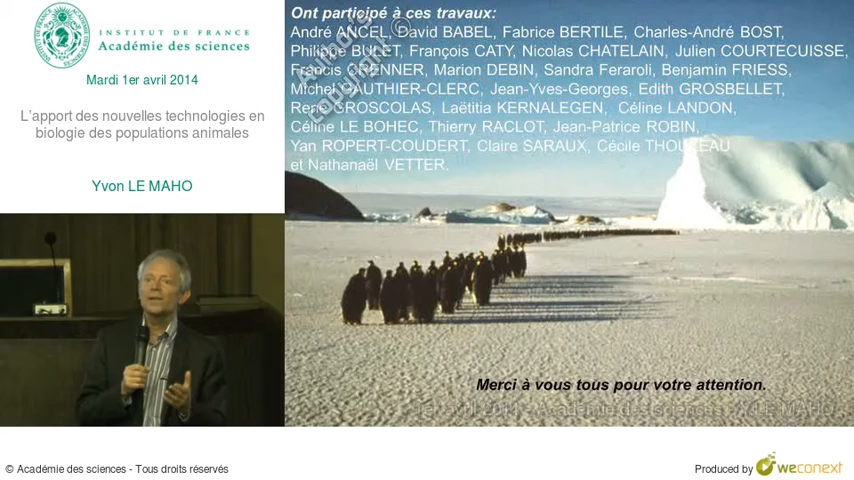 INSTITUT DE FRANCE
Académie des sciences
Mardi 1er avril 2014
L'apport des nouvelles technologies en
biologie des populations animales
Yvon LE MAHO
Ont participé à ces travaux:
André ANCEL, David BABEL, Fabrice BERTILE, Charles-André BOST,
Philippe BULET, François CATY, Nicolas CHATELAIN, Julien COURTECUISSE,
Francis CRENNER, Marion DEBIN, Sandra Feraroli, Benjamin FRIESS,
Michel GAUTHIER-CLERC, Jean-Yves-Georges, Edith GROSBELLET,
René GROSCOLAS, Laëtitia KERNALEGEN, Céline LANDON,
Céline LE BOHEC, Thierry RACLOT, Jean-Patrice ROBIN,
Yan ROPERT-COUDERT, Claire SARAUX, Cécile THOUZEAU
et Nathanaël VETTER.
Merci à vous tous pour votre attention.
1er avril 2014 - Académie des sciences - Y. LE MAHO
© Académie des sciences - Tous droits réservés
Produced by weconext